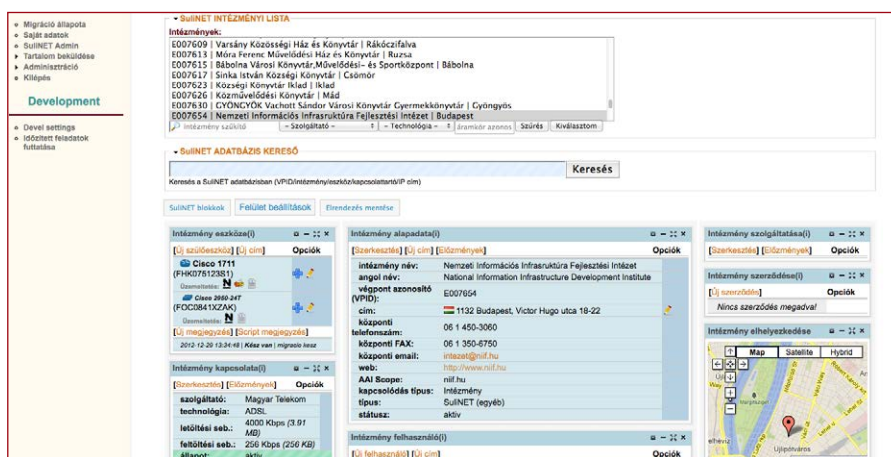 Migráció állapota
Saját adatok
SuliNET Admin
Tartalom beküldése
Adminisztráció
Kilépés
Development
Devel settings
Időzített feladatok
futtatása
SuliNET INTÉZMÉNYI LISTA
Intézmények:
E007609 | Varsány Közösségi Ház és Könyvtár | Rákóczifalva
E007613 | Móra Ferenc Művelődési Ház és Könyvtár | Ruzsa
E007615 | Bábolna Városi Könyvtár,Művelődési- és Sportközpont | Bábolna
E007617 | Sinka István Községi Könyvtár | Csömör
E007623 | Községi Könyvtár Iklad | Iklad
E007626 | Közművelődési Könyvtár | Mád
E007630 | GYÖNGYÖK Vachott Sándor Városi Könyvtár Gyermekkönyvtár | Gyöngyös
E007654 | Nemzeti Információs Infrasruktúra Fejlesztési Intézet | Budapest
Intézmény szűkítő - Szolgáltató - - Technológia - áramkör azonos Szűrés Kiválasztom
SuliNET ADATBÁZIS KERESŐ
Keresés
Keresés a SuliNET adatbázisban (VPID/intézmény/eszköz/kapcsolattartó/IP cím)
SuliNET blokkok Felület beállítások Elrendezés mentése
Intézmény eszköze(i)
[Új szülőeszköz] [Új cím] Opciók
Cisco 1711
(FHK07512381)
Üzemeltetés: N
Cisco 2950-24T
(FOC0841XZAK)
Üzemeltetés: N
[Új megjegyzés] [Script megjegyzés]
2012-12-20 13:34:48 | Kész van | migracio kesz
Intézmény kapcsolata(i)
[Szerkesztés] [Előzmények] Opciók
szolgáltató: Magyar Telekom
technológia: ADSL
letöltési seb.: 4000 Kbps (3.91
MB)
feltöltési seb.: 256 Kbps (256 KB)
állapot: aktív
Intézmény alapadata(i)
[Szerkesztés] [Új cím] [Előzmények] Opciók
intézmény név: Nemzeti Információs Infrasruktúra Fejlesztési Intézet
angol név: National Information Infrastructure Development Institute
végpont azonosító
(VPID): E007654
cím: 1132 Budapest, Victor Hugo utca 18-22
központi
telefonszám: 06 1 450-3060
központi FAX: 06 1 350-6750
központi email: intezet@niif.hu
web: http://www.niif.hu
AAI Scope: niif.hu
kapcsolódás típus: Intézmény
típus: SuliNET (egyéb)
státusz: aktív
Intézmény felhasználó(i)
[Új felhasználó] [Új cím] Opciók
Intézmény szolgáltatása(i)
[Szerkesztés] [Előzmények] Opciók
Intézmény szerződése(i)
[Új szerződés] Opciók
Nincs szerződés megadva!
Intézmény elhelyezkedése
Map Satellite Hybrid
Újlipótváros